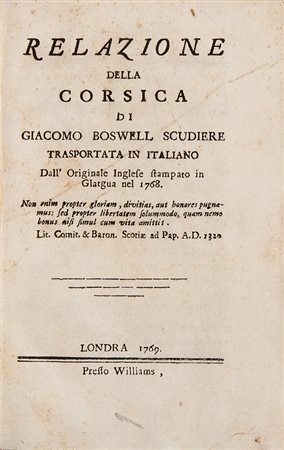 RELAZIONE
DELLA
CORSICA
DI
GIACOMO BOSWELL SCUDIERE
TRASPORTATA IN ITALIANO
Dall' Originale Inglese stampato in
Glasgua nel 1768.
Non enim propter gloriam, divitias, aut honores pugna-
mus: sed propter libertatem solummodo, quam nemo
bonus nisi simul cum vita amittit.
Lit. Comit. & Baron. Scotiæ ad Pap. A.D. 1320
LONDRA 1769.
Presso Williams,